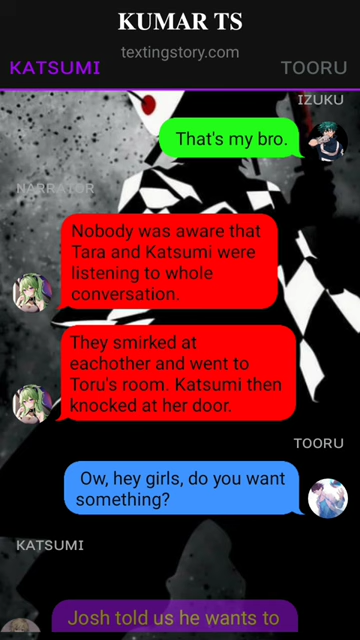 KUMAR TS
textingstory.com
KATSUMI TOORU
IZUKU
That's my bro.
NARRATOR
Nobody was aware that
Tara and Katsumi were
listening to whole
conversation.
They smirked at
eachother and went to
Toru's room. Katsumi then
knocked at her door.
TOORU
Ow, hey girls, do you want
something?
KATSUMI
Josh told us he wants to